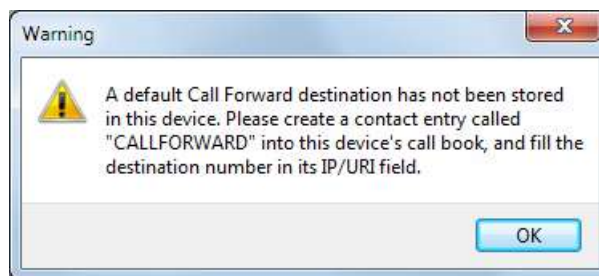 Warning
A default Call Forward destination has not been stored
in this device. Please create a contact entry called
"CALLFORWARD" into this device's call book, and fill the
destination number in its IP/URI field.
OK